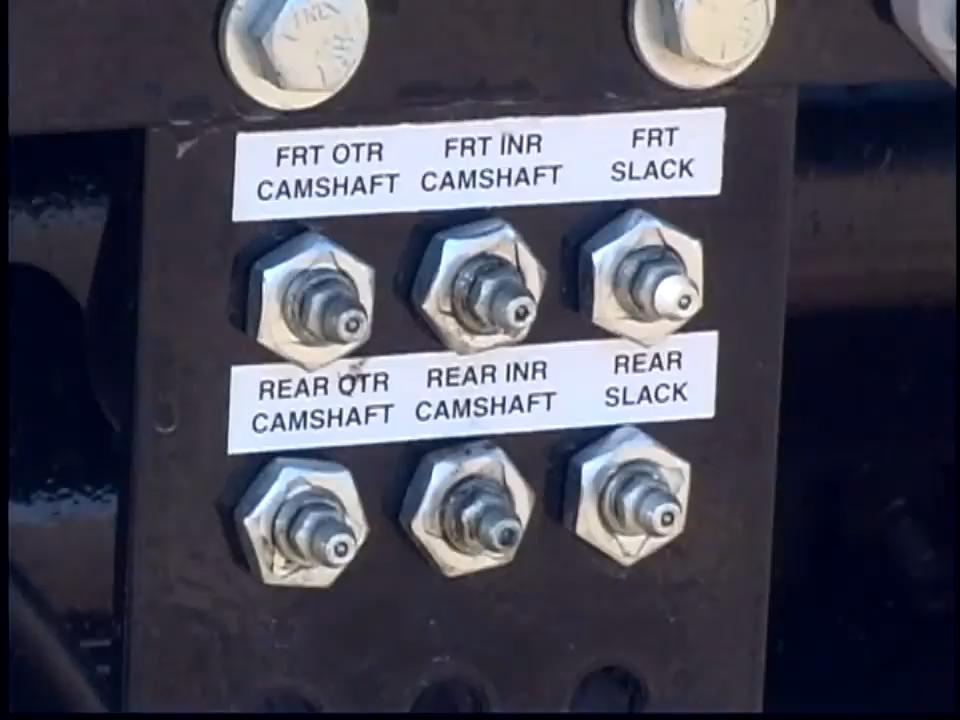 FRT OTR CAMSHAFT
FRT INR CAMSHAFT
FRT SLACK
REAR OTR CAMSHAFT
REAR INR CAMSHAFT
REAR SLACK